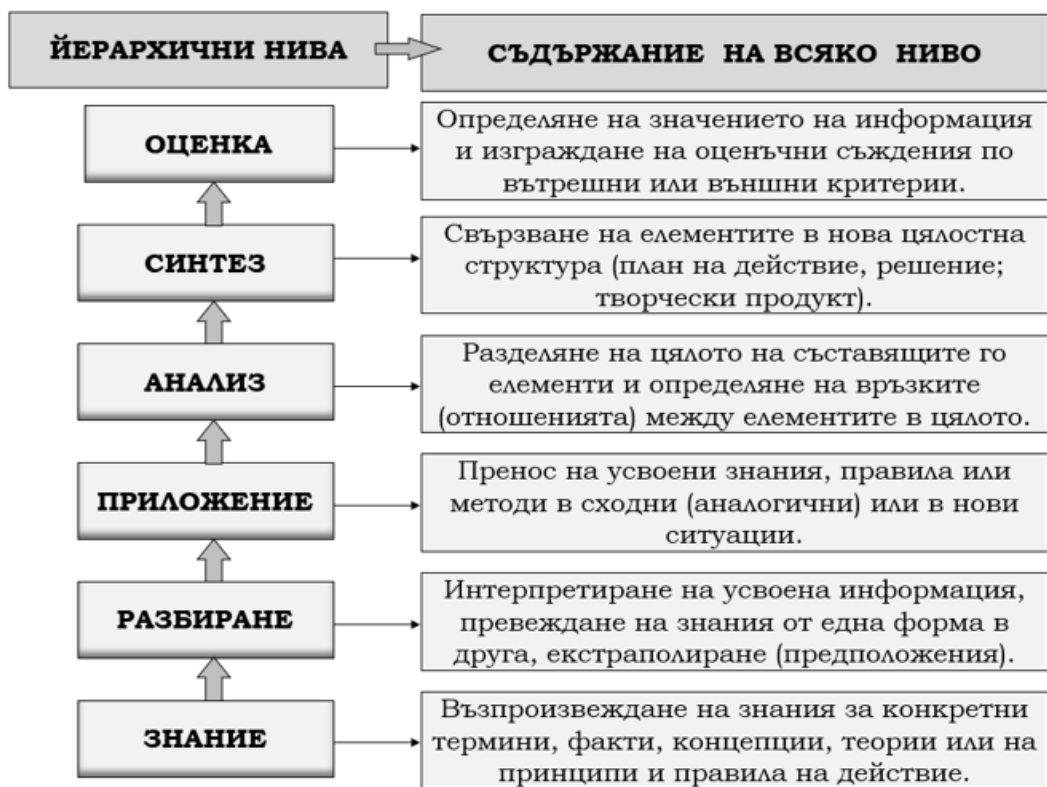 ЙЕРАРХИЧНИ НИВА
СЪДЪРЖАНИЕ НА ВСЯКО НИВО
ОЦЕНКА
Определяне на значението на информация
и изграждане на оценъчни съждения по
вътрешни или външни критерии.
СИНТЕЗ
Свързване на елементите в нова цялостна
структура (план на действие, решение;
творчески продукт).
АНАЛИЗ
Разделяне на цялото на съставящите го
елементи и определяне на връзките
(отношенията) между елементите в цялото.
ПРИЛОЖЕНИЕ
Пренос на усвоени знания, правила или
методи в сходни (аналогични) или в нови
ситуации.
РАЗБИРАНЕ
Интерпретиране на усвоена информация,
превеждане на знания от една форма в
друга, екстраполиране (предположения).
ЗНАНИЕ
Възпроизвеждане на знания за конкретни
термини, факти, концепции, теории или на
принципи и правила на действие.